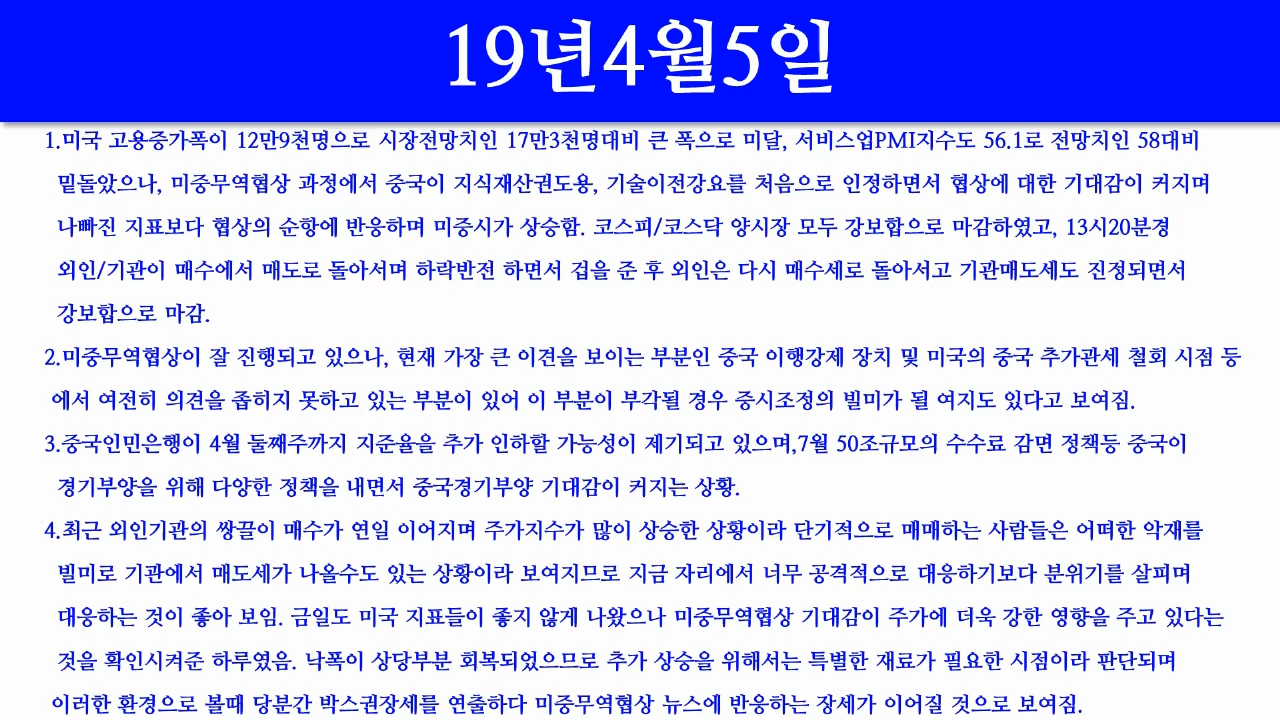 19년4월5일
1.미국 고용증가폭이 12만9천명으로 시장전망치인 17만3천명대비 큰 폭으로 미달, 서비스업PMI지수도 56.1로 전망치인 58대비
밑돌았으나, 미중무역협상 과정에서 중국이 지식재산권도용, 기술이전강요를 처음으로 인정하면서 협상에 대한 기대감이 커지며
나빠진 지표보다 협상의 순항에 반응하며 미증시가 상승함. 코스피/코스닥 양시장 모두 강보합으로 마감하였고, 13시20분경
외인/기관이 매수에서 매도로 돌아서며 하락반전 하면서 겁을 준 후 외인은 다시 매수세로 돌아서고 기관매도세도 진정되면서
강보합으로 마감.
2.미중무역협상이 잘 진행되고 있으나, 현재 가장 큰 이견을 보이는 부분인 중국 이행강제 장치 및 미국의 중국 추가관세 철회 시점 등
에서 여전히 의견을 좁히지 못하고 있는 부분이 있어 이 부분이 부각될 경우 증시조정의 빌미가 될 여지도 있다고 보여짐.
3.중국인민은행이 4월 둘째주까지 지준율을 추가 인하할 가능성이 제기되고 있으며,7월 50조규모의 수수료 감면 정책등 중국이
경기부양을 위해 다양한 정책을 내면서 중국경기부양 기대감이 커지는 상황.
4.최근 외인기관의 쌍끌이 매수가 연일 이어지며 주가지수가 많이 상승한 상황이라 단기적으로 매매하는 사람들은 어떠한 악재를
빌미로 기관에서 매도세가 나올수도 있는 상황이라 보여지므로 지금 자리에서 너무 공격적으로 대응하기보다 분위기를 살피며
대응하는 것이 좋아 보임. 금일도 미국 지표들이 좋지 않게 나왔으나 미중무역협상 기대감이 주가에 더욱 강한 영향을 주고 있다는
것을 확인시켜준 하루였음. 낙폭이 상당부분 회복되었으므로 추가 상승을 위해서는 특별한 재료가 필요한 시점이라 판단되며
이러한 환경으로 볼때 당분간 박스권장세를 연출하다 미중무역협상 뉴스에 반응하는 장세가 이어질 것으로 보여짐.